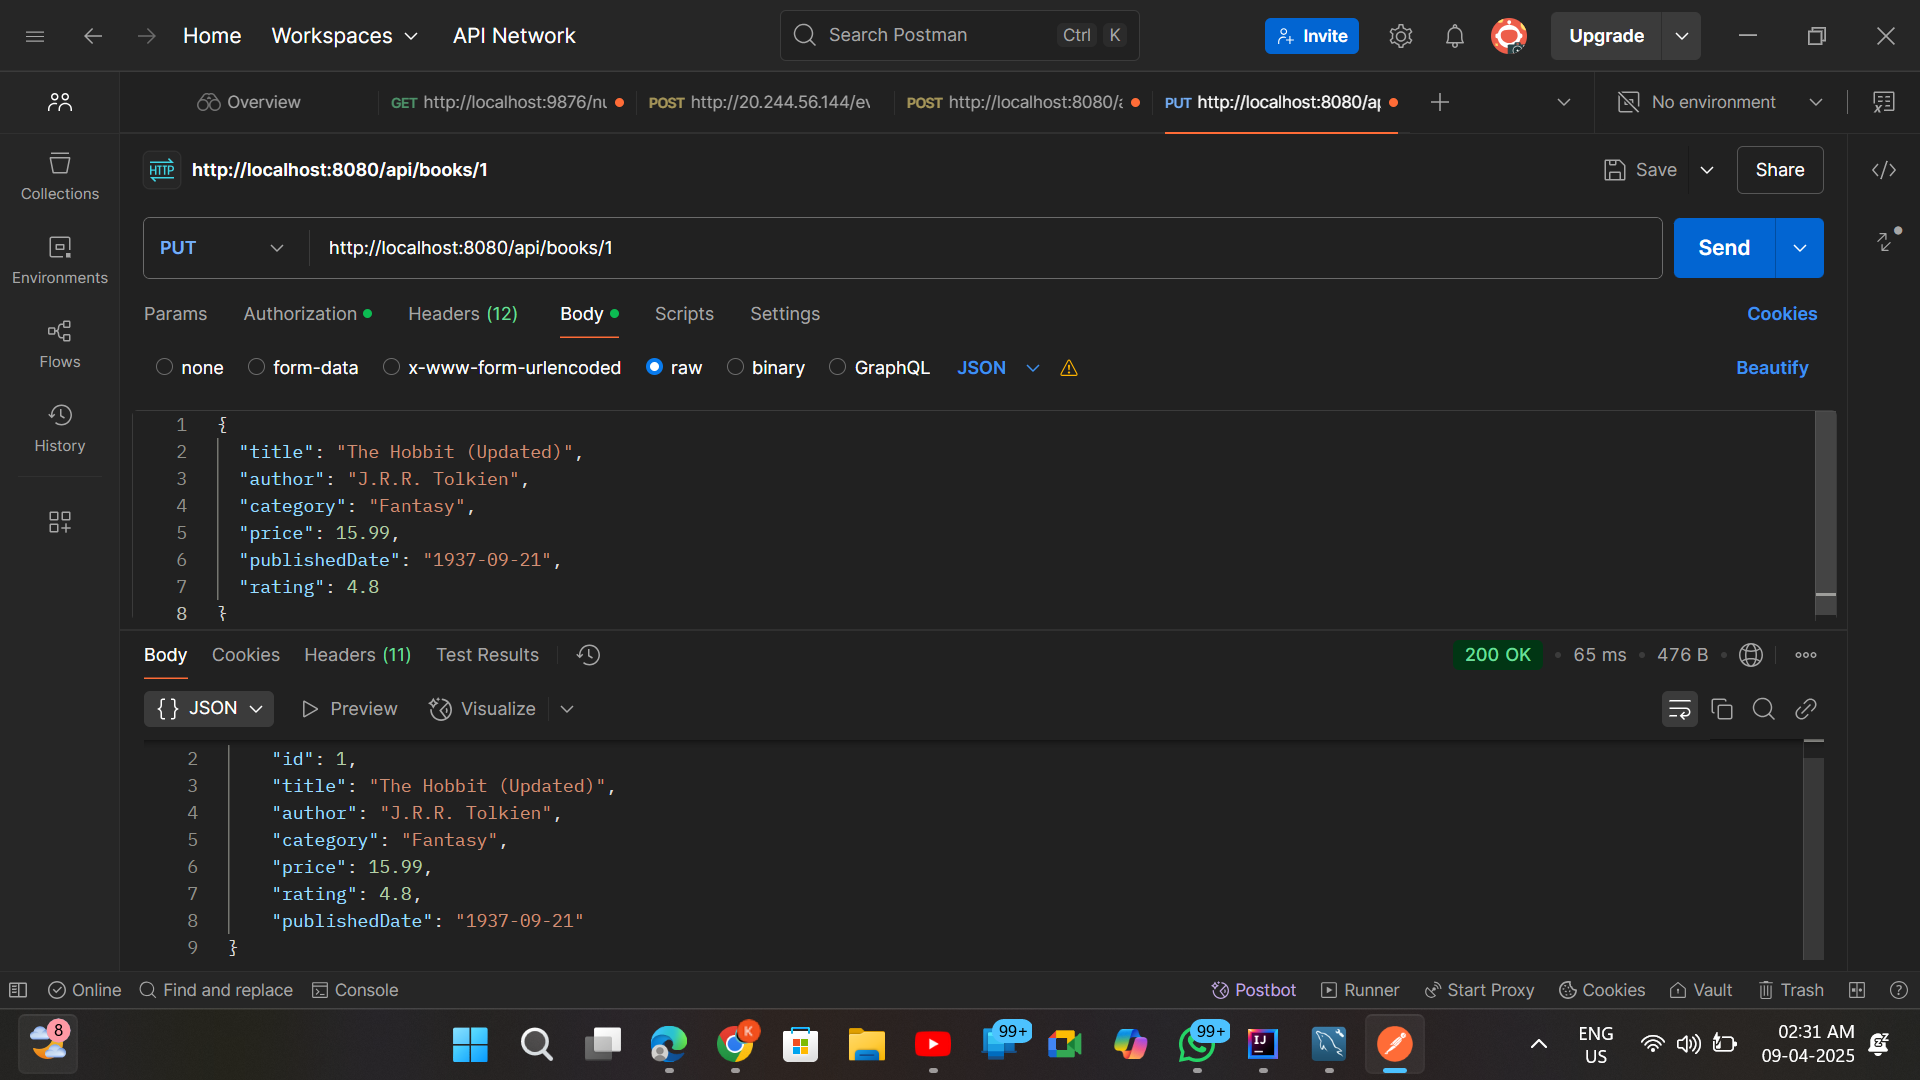 Home Workspaces API Network Search Postman Ctrl K Invite Upgrade
Overview GET http://localhost:9876/nu POST http://20.244.56.144/ev POST http://localhost:8080/a PUT http://localhost:8080/ap No environment
HTTP http://localhost:8080/api/books/1 Save Share
Collections
PUT http://localhost:8080/api/books/1 Send
Environments
Params Authorization Headers (12) Body Scripts Settings Cookies
Flows
none form-data x-www-form-urlencoded raw binary GraphQL JSON Beautify
History
1 {
2 "title": "The Hobbit (Updated)",
3 "author": "J.R.R. Tolkien",
4 "category": "Fantasy",
5 "price": 15.99,
6 "publishedDate": "1937-09-21",
7 "rating": 4.8
8 }
Body Cookies Headers (11) Test Results 200 OK • 65 ms • 476 B
{} JSON Preview Visualize
2 "id": 1,
3 "title": "The Hobbit (Updated)",
4 "author": "J.R.R. Tolkien",
5 "category": "Fantasy",
6 "price": 15.99,
7 "rating": 4.8,
8 "publishedDate": "1937-09-21"
9 }
Online Find and replace Console Postbot Runner Start Proxy Cookies Vault Trash
8 K 99+ 99+ IJ ENG 02:31 AM
US 09-04-2025